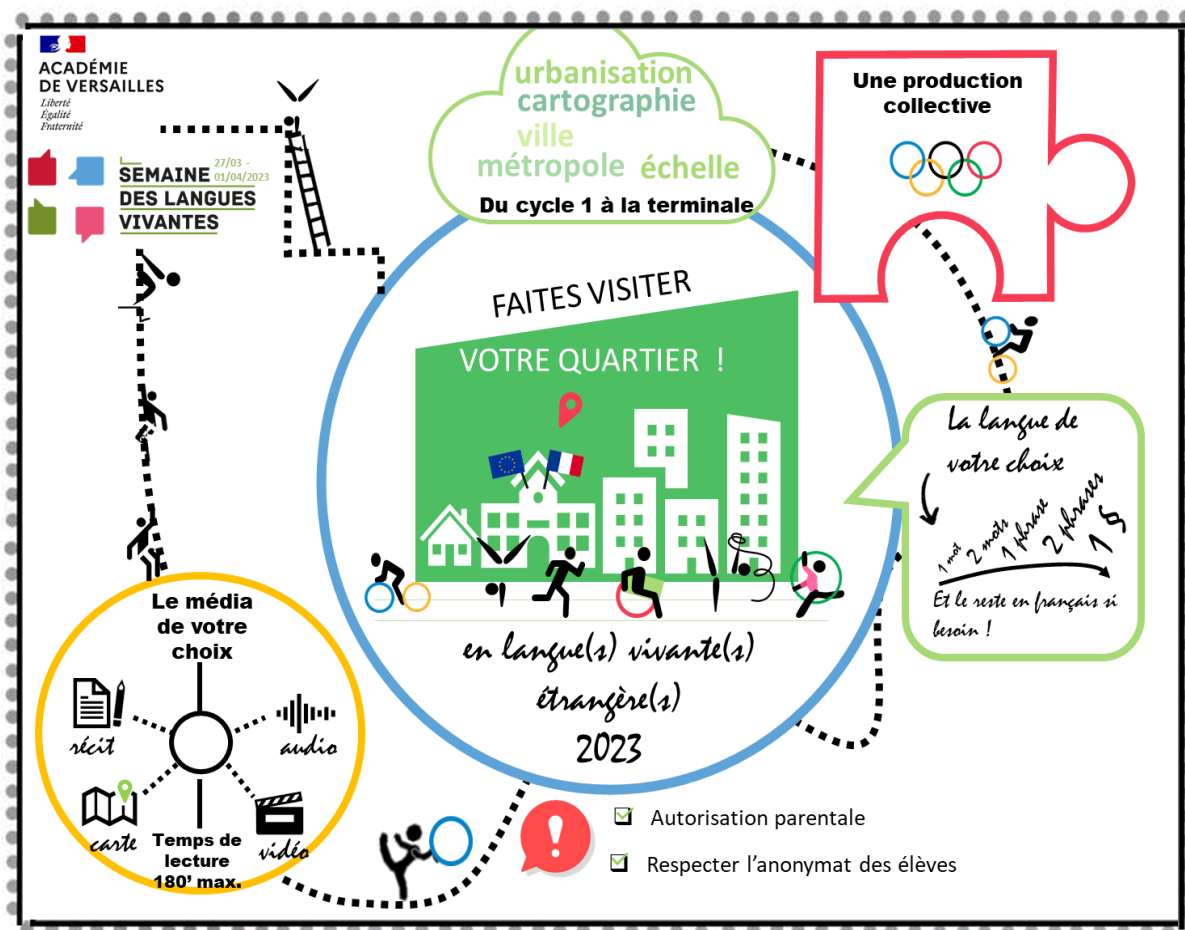 ACADÉMIE
DE VERSAILLES
Liberté
Égalité
Fraternité
SEMAINE
27/03 -
01/04/2023
DES LANGUES
VIVANTES
urbanisation
cartographie
ville
métropole échelle
Du cycle 1 à la terminale
Une production
collective
FAITES VISITER
VOTRE QUARTIER !
en langue(s) vivante(s)
étrangère(s)
2023
La langue de
votre choix
1 mot
2 mots
1 phrase
2 phrases
1 §
Et le reste en français si
besoin !
Le média
de votre
choix
récit
audio
carte
vidéo
Temps de
lecture
180' max.
!
Autorisation parentale
Respecter l'anonymat des élèves